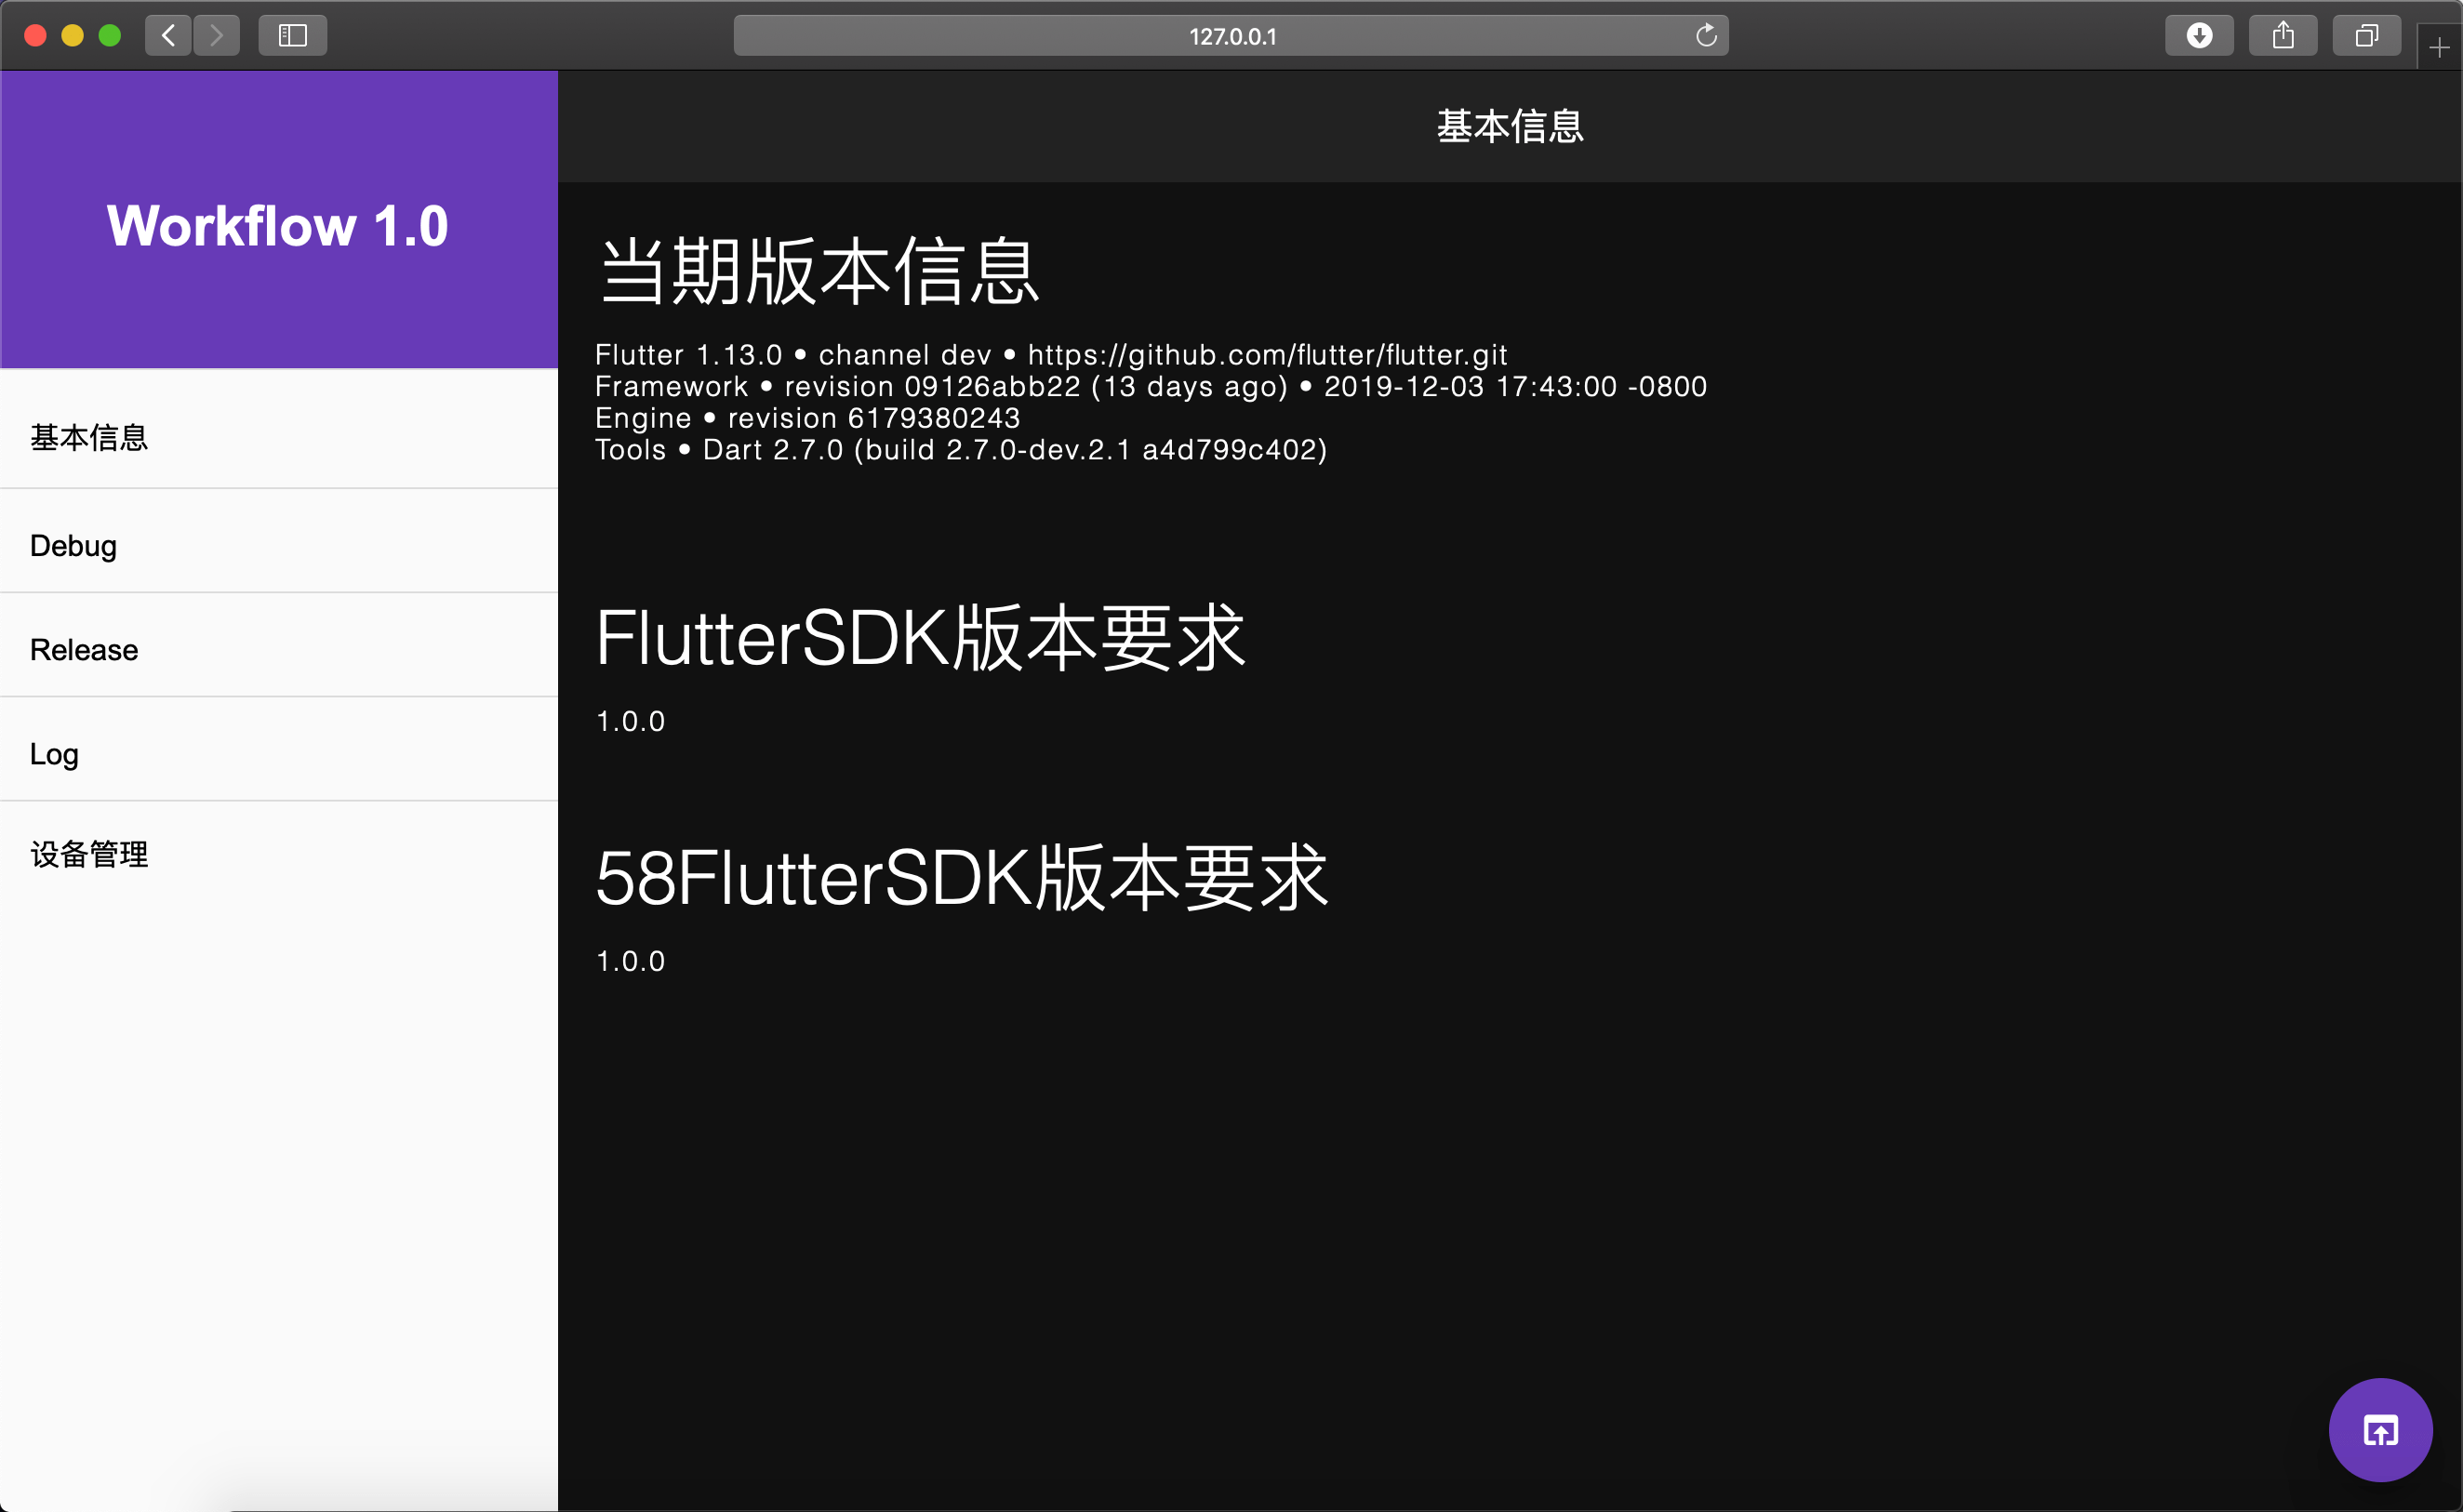 127.0.0.1
Workflow 1.0
基本信息
Debug
Release
Log
设备管理
基本信息
当期版本信息
Flutter 1.13.0 • channel dev • https://github.com/flutter/flutter.git
Framework • revision 09126abb22 (13 days ago) • 2019-12-03 17:43:00 -0800
Engine • revision 6179380243
Tools • Dart 2.7.0 (build 2.7.0-dev.2.1 a4d799c402)
FlutterSDK版本要求
1.0.0
58FlutterSDK版本要求
1.0.0